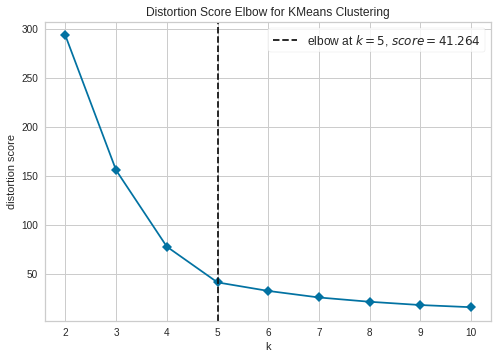 Distortion Score Elbow for KMeans Clustering
elbow at k = 5, score = 41.264
distortion score
300
250
200
150
100
50
2 3 4 5 6 7 8 9 10
k